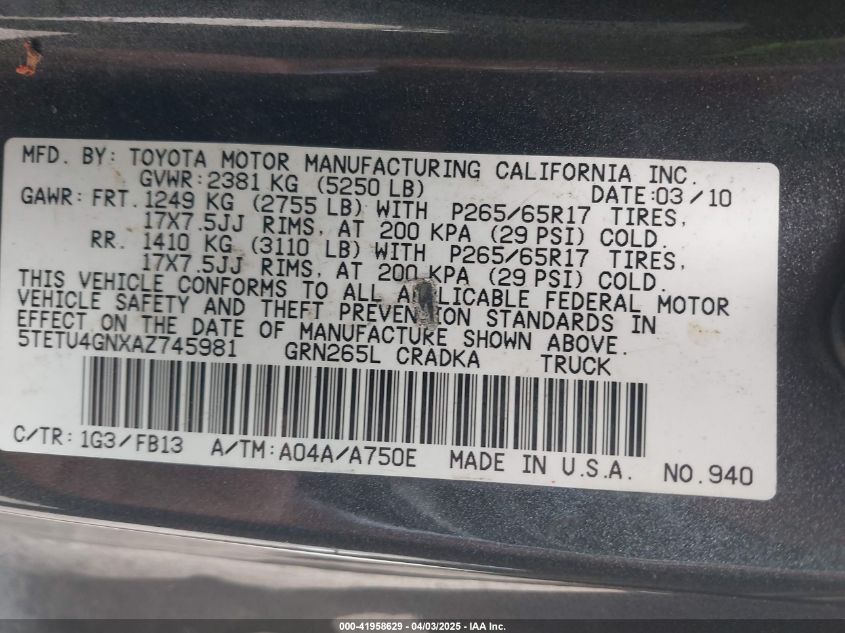 MFD. BY: TOYOTA MOTOR MANUFACTURING CALIFORNIA INC.
GVWR: 2381 KG (5250 LB) DATE: 03/10
GAWR: FRT. 1249 KG (2755 LB) WITH P265/65R17 TIRES,
17X7.5JJ RIMS, AT 200 KPA (29 PSI) COLD.
RR. 1410 KG (3110 LB) WITH P265/65R17 TIRES,
17X7.5JJ RIMS, AT 200 KPA (29 PSI) COLD.
THIS VEHICLE CONFORMS TO ALL APPLICABLE FEDERAL MOTOR
VEHICLE SAFETY AND THEFT PREVENTION STANDARDS IN
EFFECT ON THE DATE OF MANUFACTURE SHOWN ABOVE.
5TETU4GNXAZ745981 GRN265L CRADKA TRUCK
C/TR: 1G3/FB13 A/TM: A04A/A750E MADE IN U.S.A. NO. 940
000-41958629 - 04/03/2025 - IAA Inc.